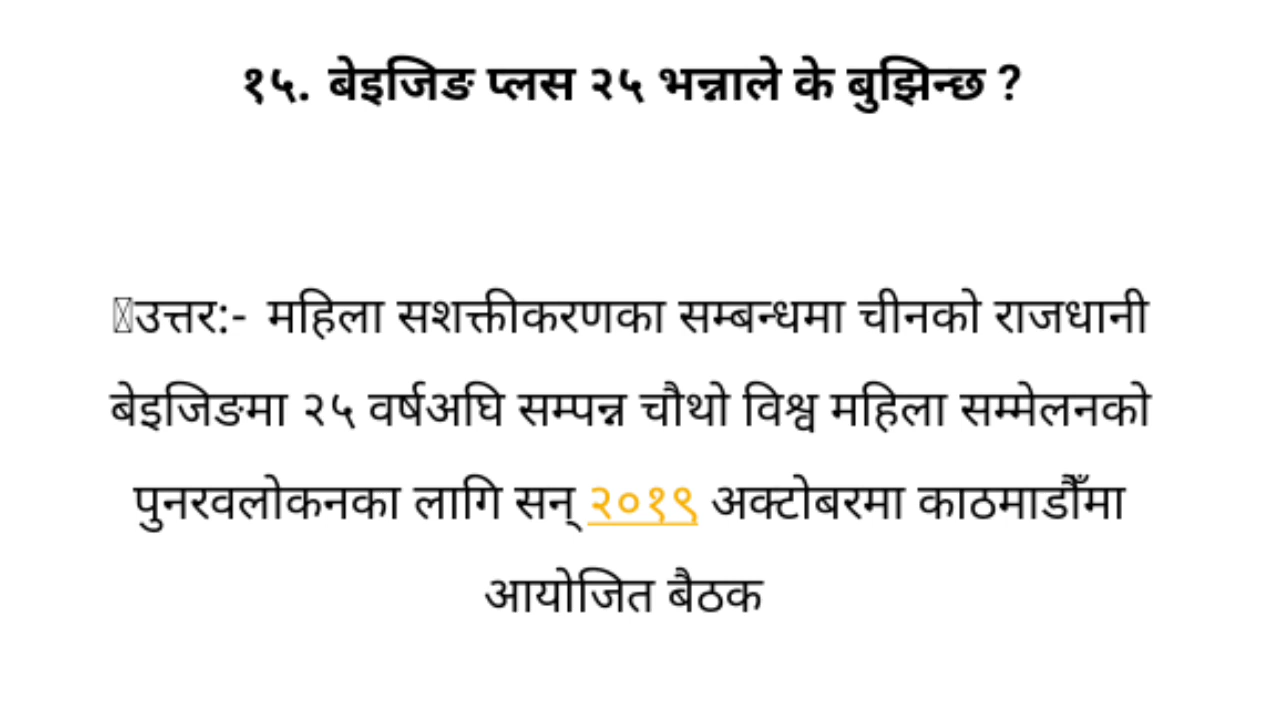 १५. बेइजिङ प्लस २५ भन्नाले के बुझिन्छ ?
उत्तर:- महिला सशक्तीकरणका सम्बन्धमा चीनको राजधानी
बेइजिङमा २५ वर्षअघि सम्पन्न चौथो विश्व महिला सम्मेलनको
पुनरवलोकनका लागि सन् २०१९ अक्टोबरमा काठमाडौँमा
आयोजित बैठक